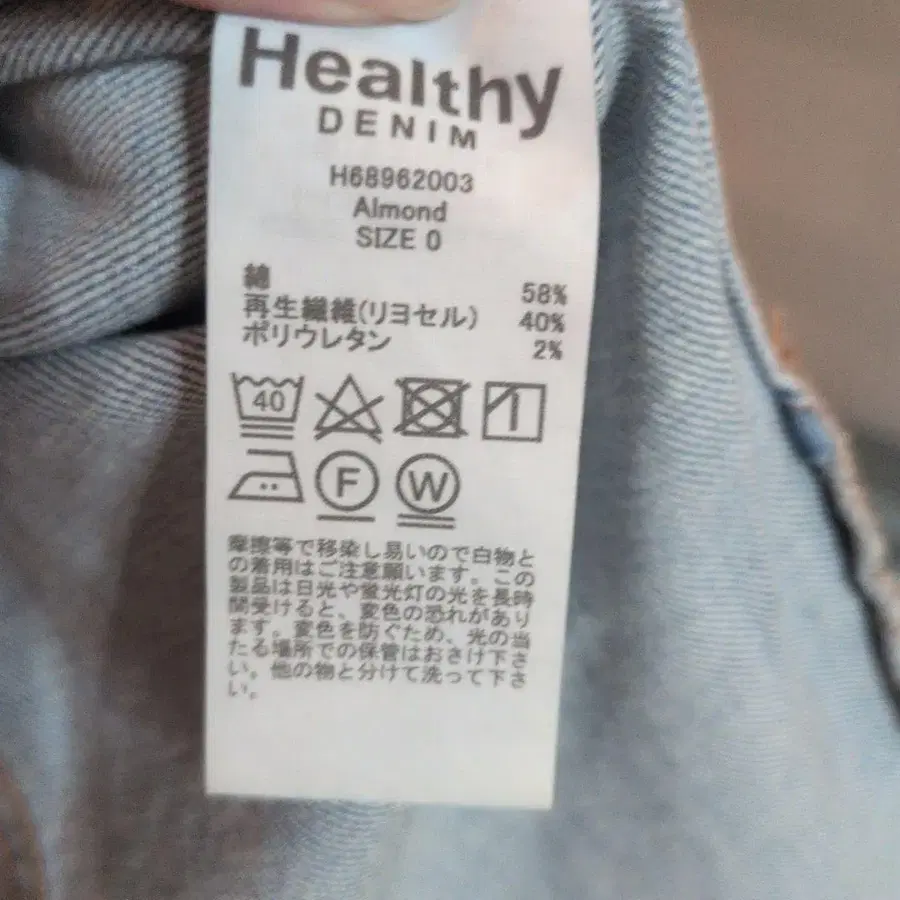 Healthy
DENIM
H68962003
Almond
SIZE 0
綿 58%
再生繊維(リヨセル) 40%
ポリウレタン 2%
40
F W
摩擦等で移染し易いので白物と
の着用はご注意願います。この
製品は日光や蛍光灯の光を長時
間受けると、変色の恐れがあり
ます。変色を防ぐため、光の当
たる場所での保管はおさけ下さ
い。他の物と分けて洗って下さ
い。